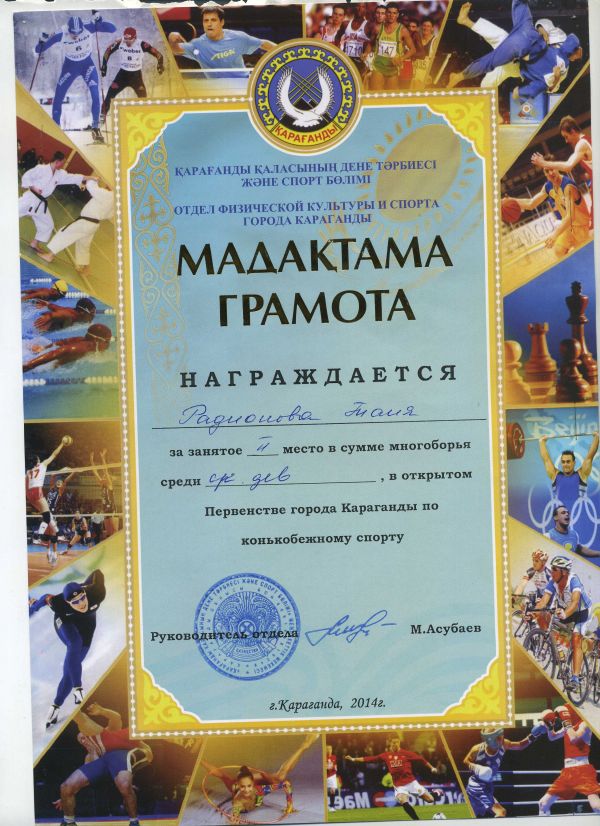 ҚАРАҒАНДЫ
ҚАРАҒАНДЫ ҚАЛАСЫНЫҢ ДЕНЕ ТӘРБИЕСІ
ЖӘНЕ СПОРТ БӨЛІМІ
ОТДЕЛ ФИЗИЧЕСКОЙ КУЛЬТУРЫ И СПОРТА
ГОРОДА КАРАГАНДЫ
МАДАҚТАМА
ГРАМОТА
НАГРАЖДАЕТСЯ
Радионова Таня
за занятое II место в сумме многоборья
среди ср. дев , в открытом
Первенстве города Караганды по
конькобежному спорту
Руководитель отдела М.Асубаев
г.Караганда, 2014г.